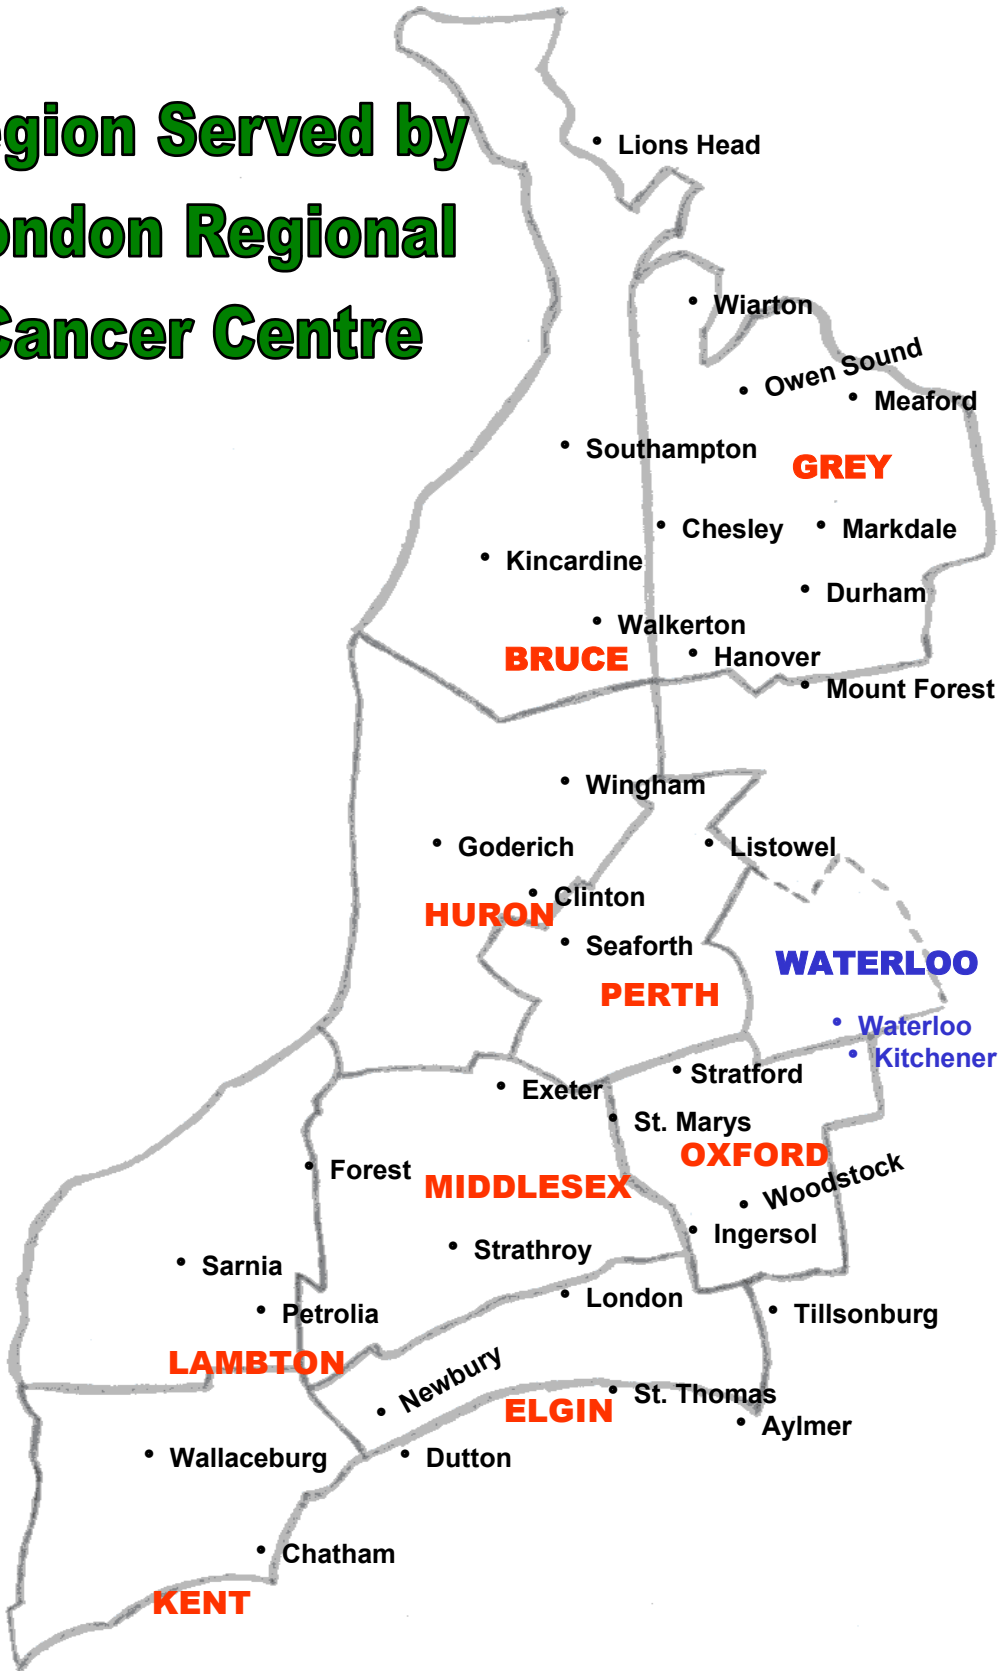 egion Served by
ondon Regional
Cancer Centre
Lions Head
Wiarton
Owen Sound
Meaford
Southampton
GREY
Chesley
Markdale
Kincardine
Durham
Walkerton
BRUCE
Hanover
Mount Forest
Wingham
Goderich
Listowel
Clinton
HURON
Seaforth
WATERLOO
PERTH
Waterloo
Kitchener
Stratford
Exeter
St. Marys
OXFORD
Forest
MIDDLESEX
Woodstock
Ingersol
Strathroy
Sarnia
London
Petrolia
Tillsonburg
LAMBTON
Newbury
St. Thomas
ELGIN
Aylmer
Wallaceburg
Dutton
Chatham
KENT